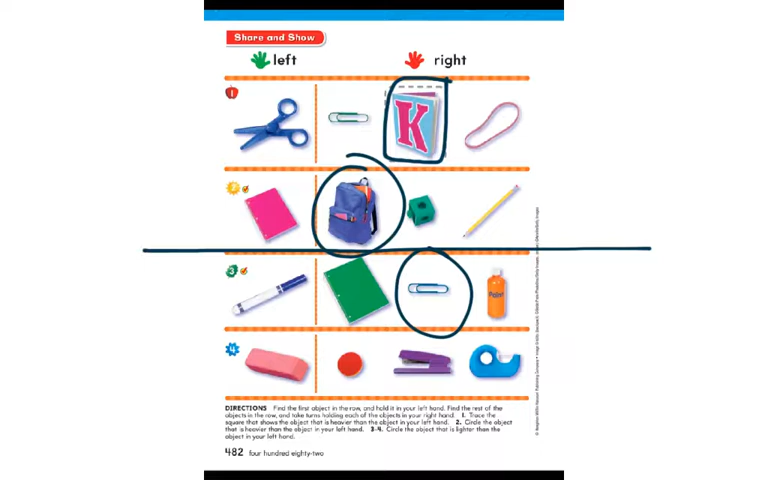 Share and Show
left right
1
K
2
3
Paint
4
DIRECTIONS Find the first object in the row, and hold it in your left hand. Find the rest of the
objects in the row, and take turns holding each of the objects in your right hand. 1. Trace the
square that shows the object that is heavier than the object in your left hand. 2. Circle the object
that is heavier than the object in your left hand. 3–4. Circle the object that is lighter than the
object in your left hand.
482 four hundred eighty-two